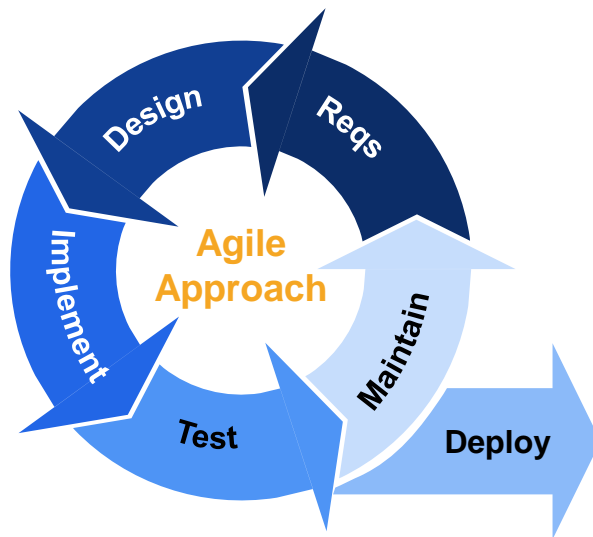 Agile
Approach
Reqs
Design
Implement
Test
Maintain
Deploy